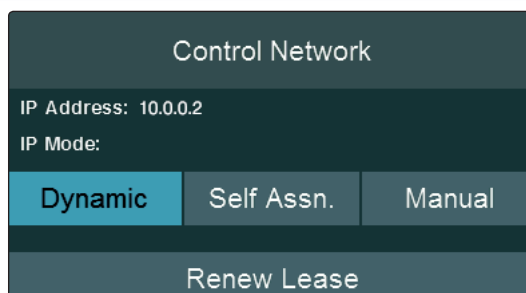 Control Network
IP Address: 10.0.0.2
IP Mode:
Dynamic Self Assn. Manual
Renew Lease